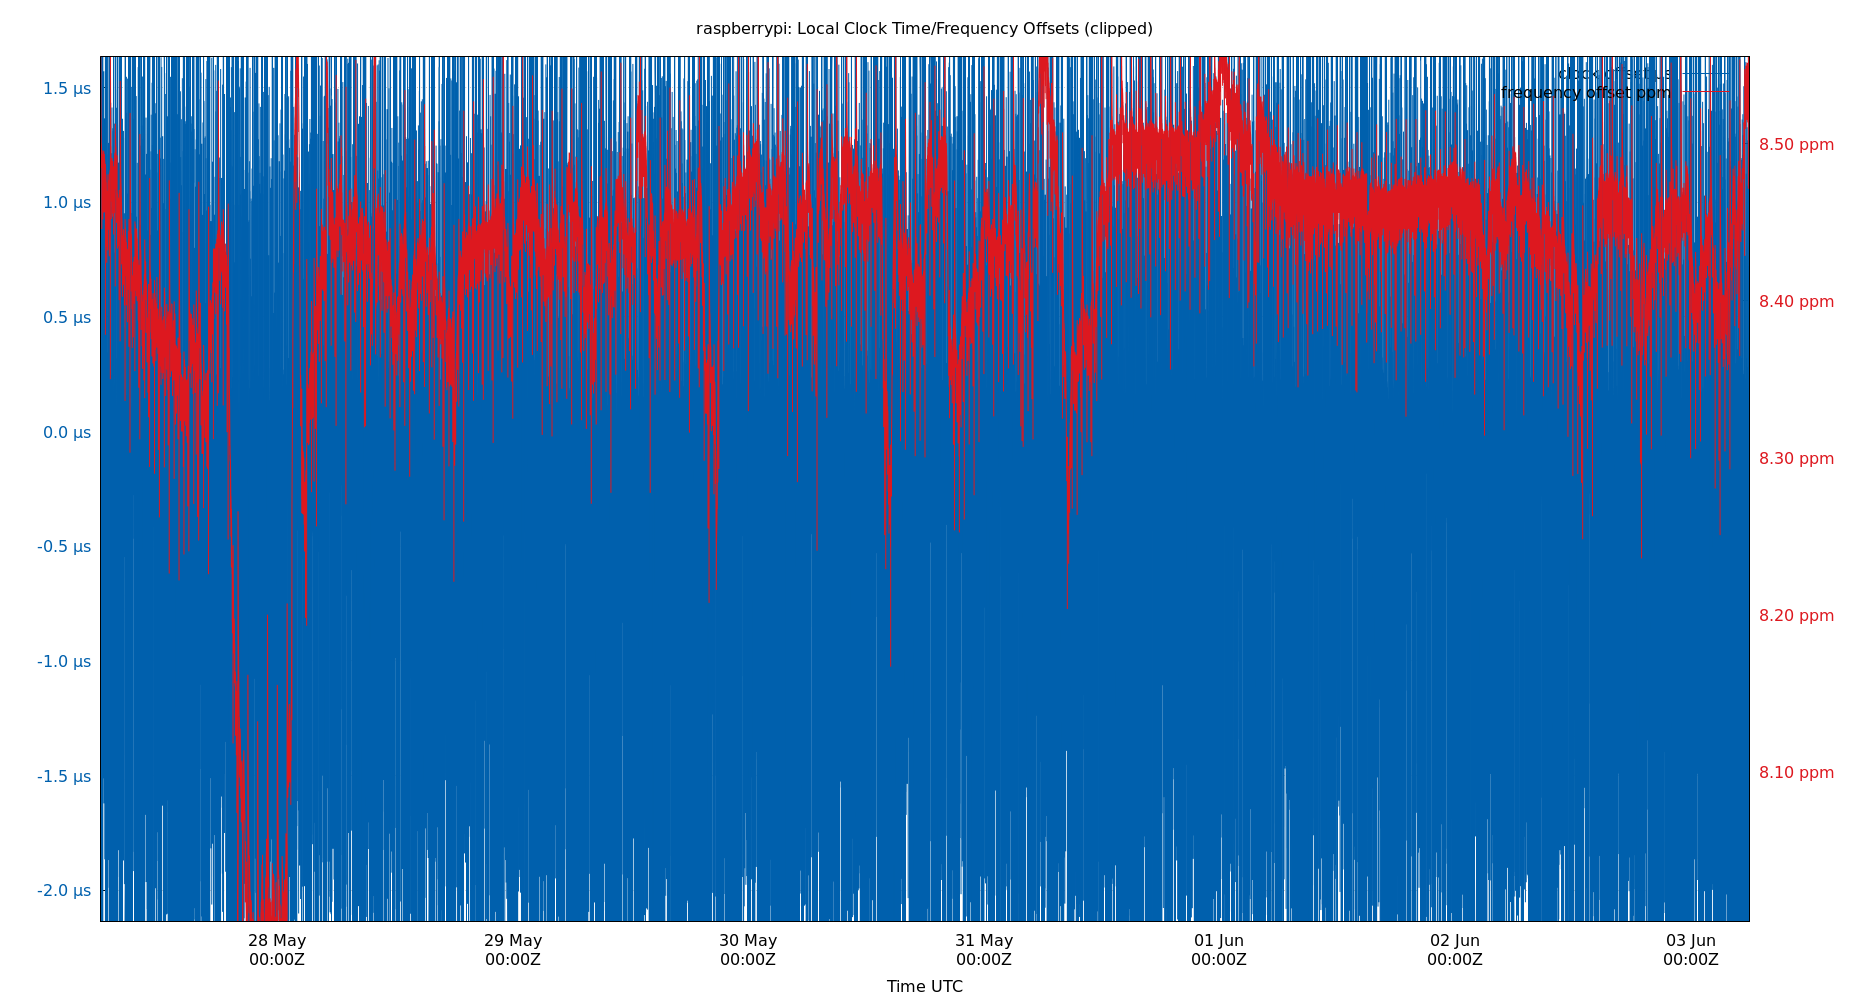 raspberrypi: Local Clock Time/Frequency Offsets (clipped)
clock offset µs
frequency offset ppm
1.5 µs
1.0 µs
0.5 µs
0.0 µs
-0.5 µs
-1.0 µs
-1.5 µs
-2.0 µs
8.50 ppm
8.40 ppm
8.30 ppm
8.20 ppm
8.10 ppm
28 May
00:00Z
29 May
00:00Z
30 May
00:00Z
31 May
00:00Z
01 Jun
00:00Z
02 Jun
00:00Z
03 Jun
00:00Z
Time UTC